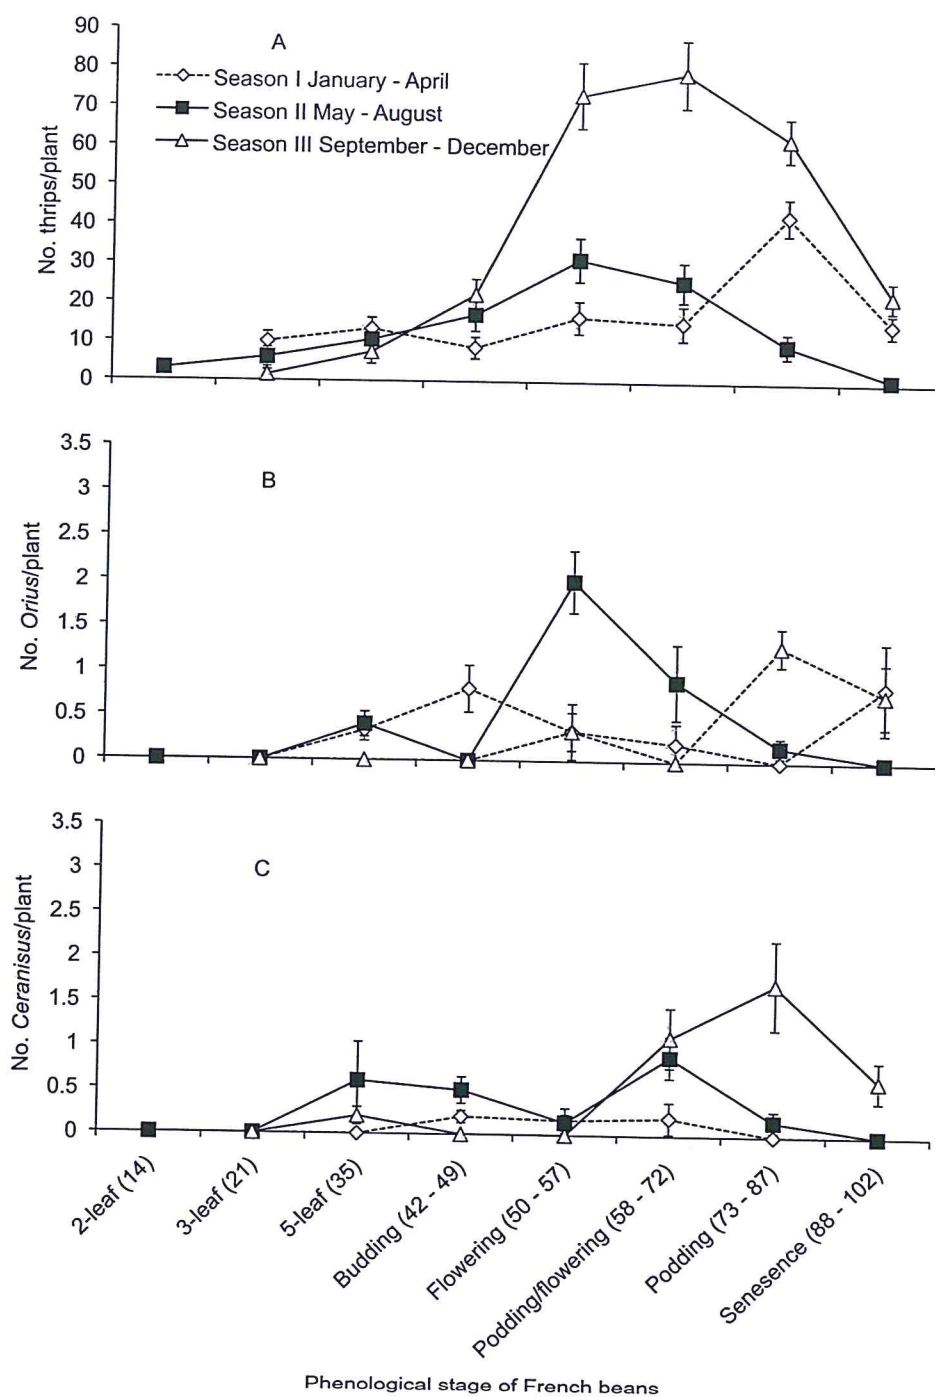 90
80
70
60
50
40
30
20
10
0
No. thrips/plant
A
Season I January - April
Season II May - August
Season III September - December
3.5
3
2.5
2
1.5
1
0.5
0
No. Orius/plant
B
3.5
3
2.5
2
1.5
1
0.5
0
No. Ceranisus/plant
C
2-leaf (14)
3-leaf (21)
5-leaf (35)
Budding (42 - 49)
Flowering (50 - 57)
Podding/flowering (58 - 72)
Podding (73 - 87)
Senesence (88 - 102)
Phenological stage of French beans